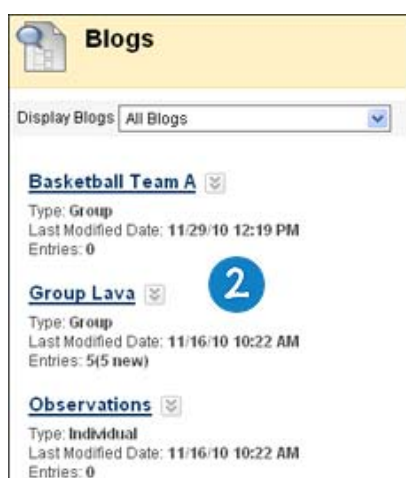 Blogs
Display Blogs All Blogs
Basketball Team A
Type: Group
Last Modified Date: 11/29/10 12:19 PM
Entries: 0
2
Group Lava
Type: Group
Last Modified Date: 11/16/10 10:22 AM
Entries: 5(5 new)
Observations
Type: Individual
Last Modified Date: 11/16/10 10:22 AM
Entries: 0